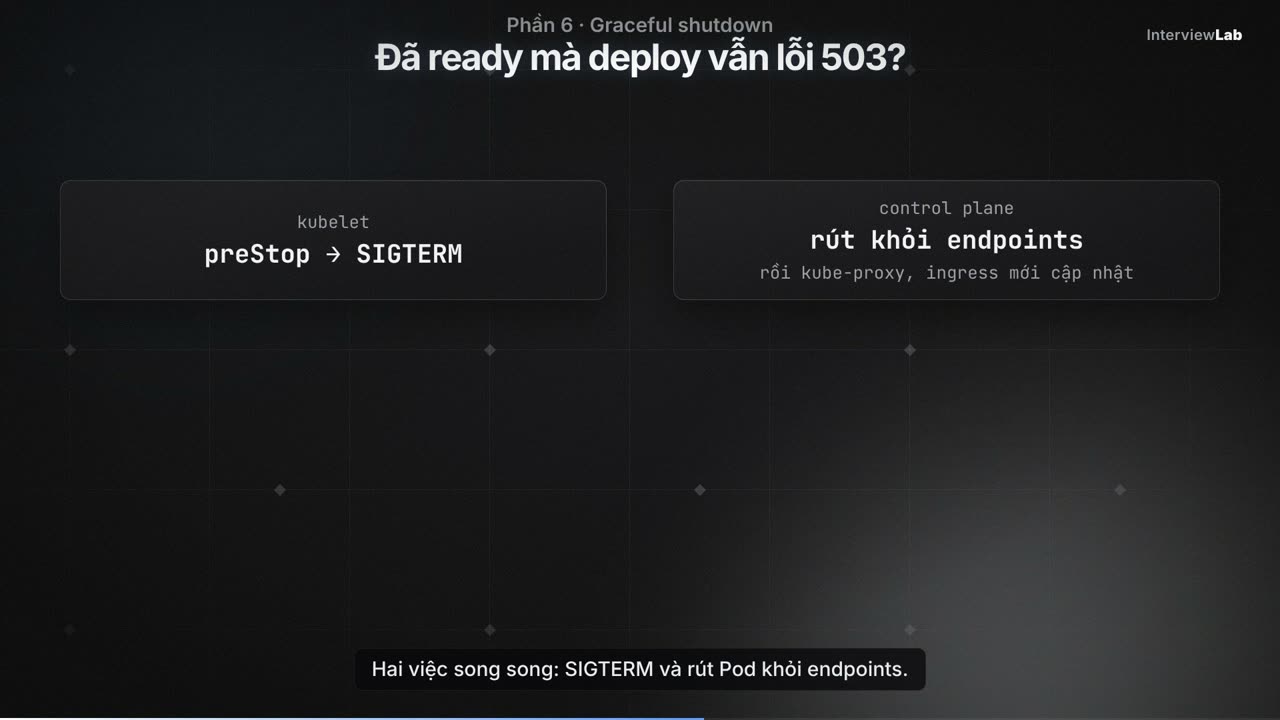 Phần 6 · Graceful shutdown
Đã ready mà deploy vẫn lỗi 503?
InterviewLab
kubelet
preStop → SIGTERM
control plane
rút khỏi endpoints
rồi kube-proxy, ingress mới cập nhật
Hai việc song song: SIGTERM và rút Pod khỏi endpoints.